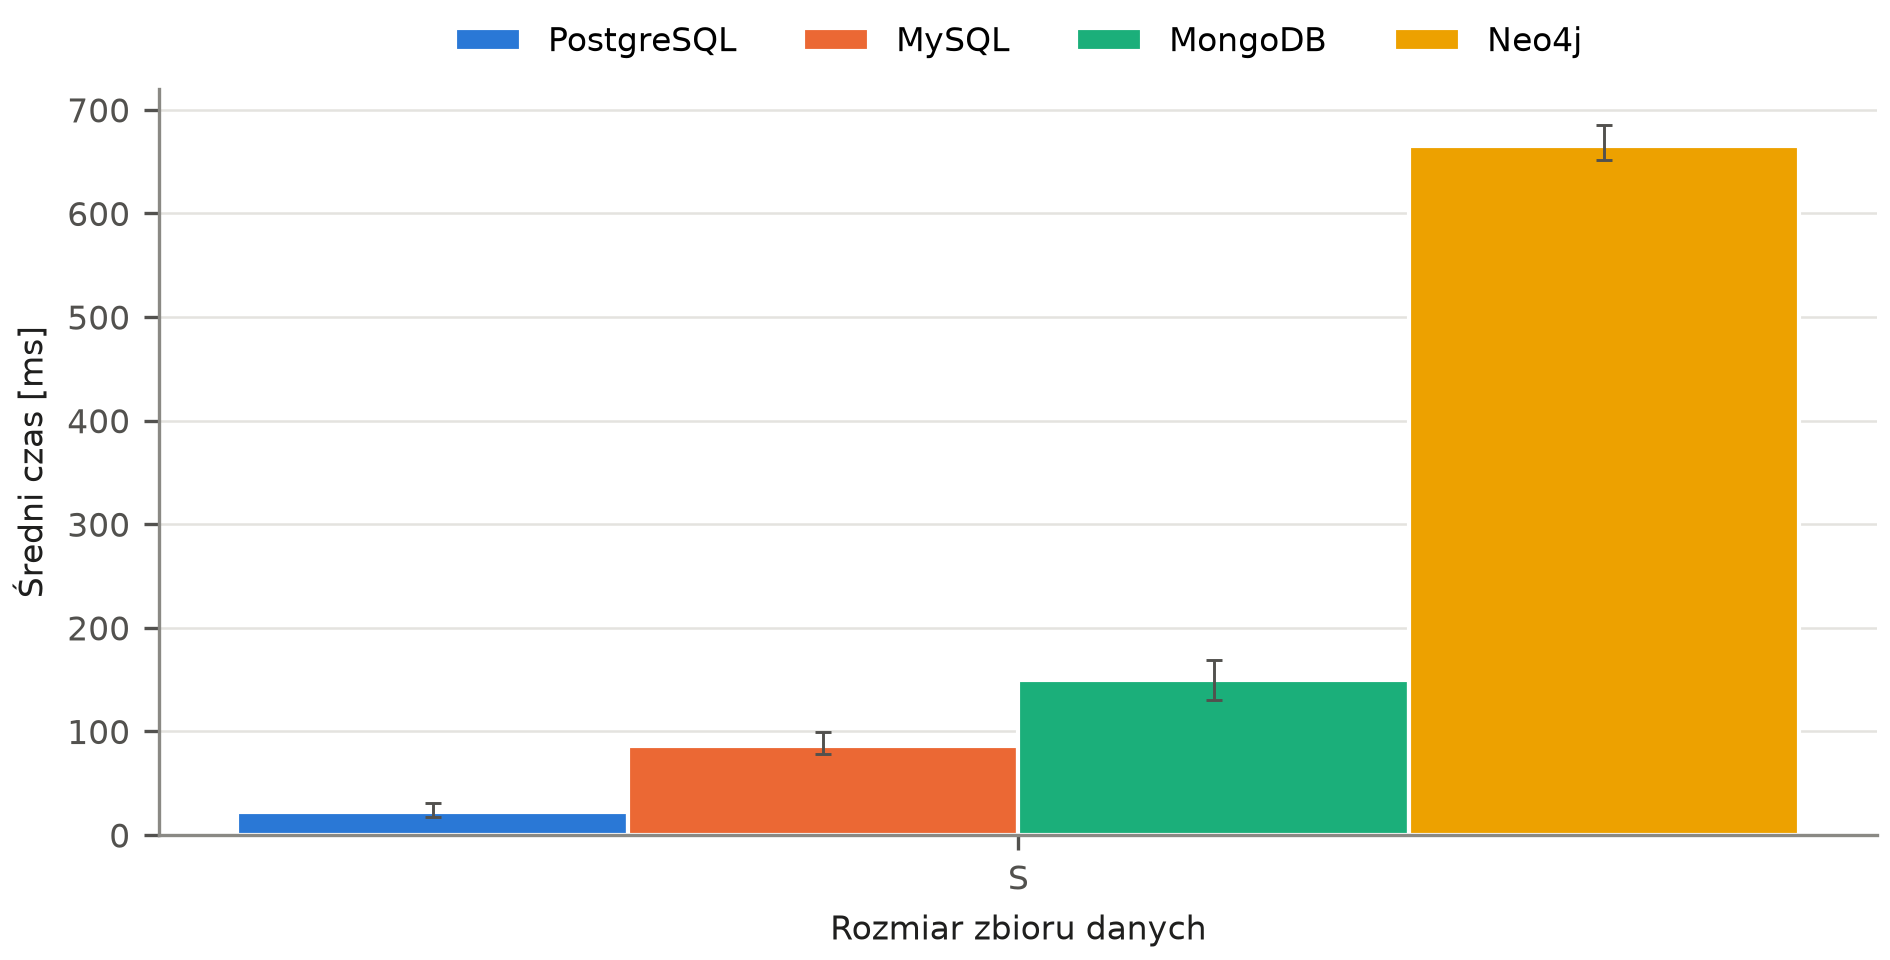 PostgreSQL MySQL MongoDB Neo4j
700
600
500
400
300
200
100
0
Średni czas [ms]
S
Rozmiar zbioru danych